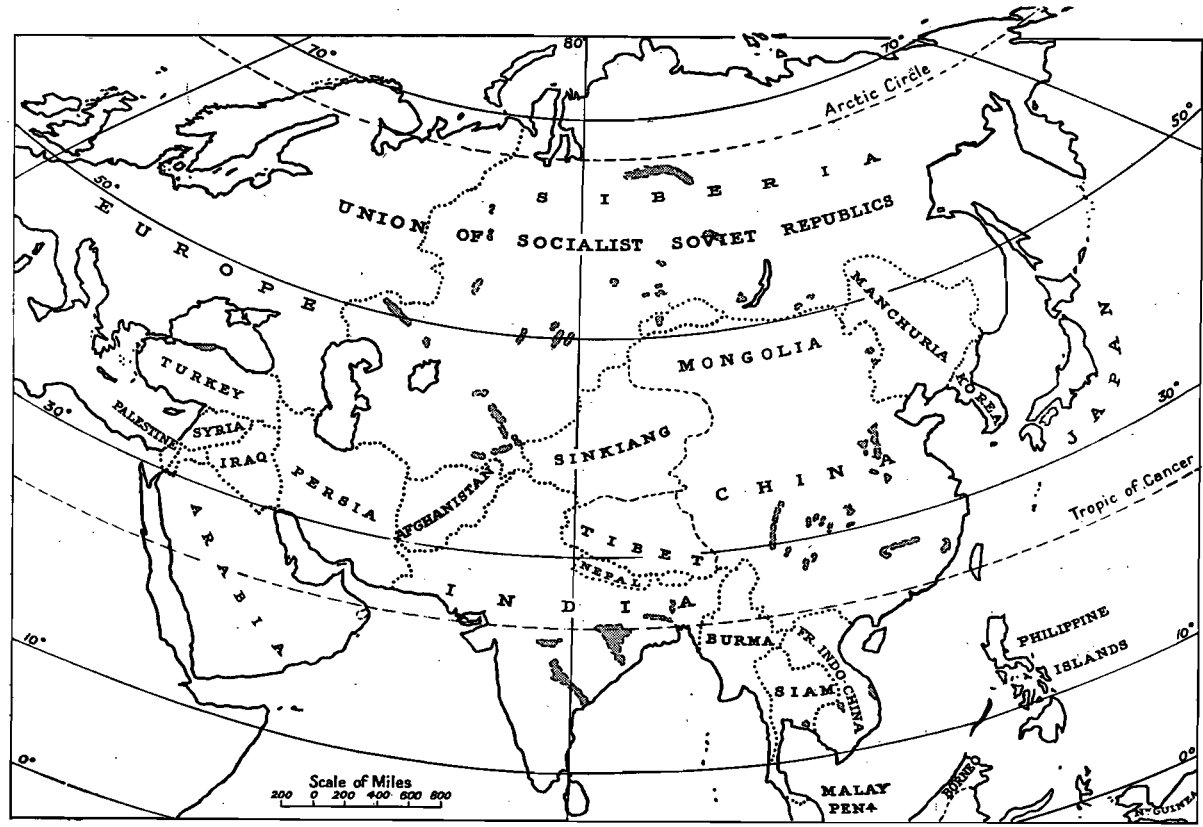 70°
80
70°
Arctic Circle
50°
50°
SIBERIA
UNION OF SOCIALIST SOVIET REPUBLICS
EUROPE
MANCHURIA
MONGOLIA
JAPAN
TURKEY
KOREA
30°
30°
PALESTINE
SYRIA
IRAQ
SINKIANG
PERSIA
CHINA
AFGHANISTAN
Tropic of Cancer
ARABIA
TIBET
NEPAL
INDIA
BURMA
FR. INDO-CHINA
PHILIPPINE
ISLANDS
10°
10°
SIAM
0°
0°
Scale of Miles
200 0 200 400 600 800
MALAY
PEN.
BORNEO
N. GUINEA